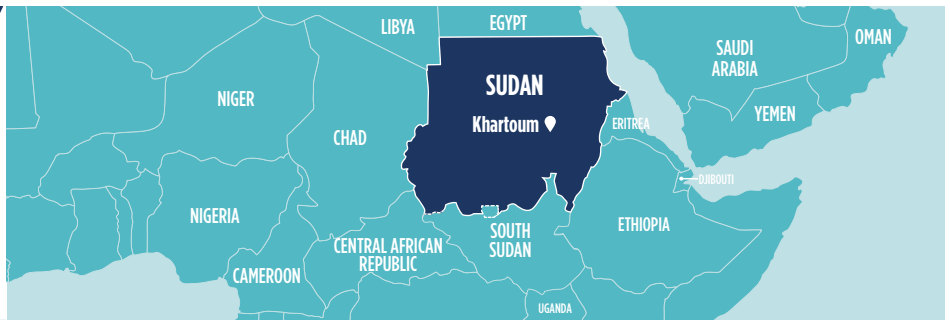 LIBYA
EGYPT
OMAN
SAUDI
ARABIA
SUDAN
NIGER
YEMEN
Khartoum
ERITREA
CHAD
DJIBOUTI
NIGERIA
ETHIOPIA
SOUTH
SUDAN
CENTRAL AFRICAN
REPUBLIC
CAMEROON
UGANDA